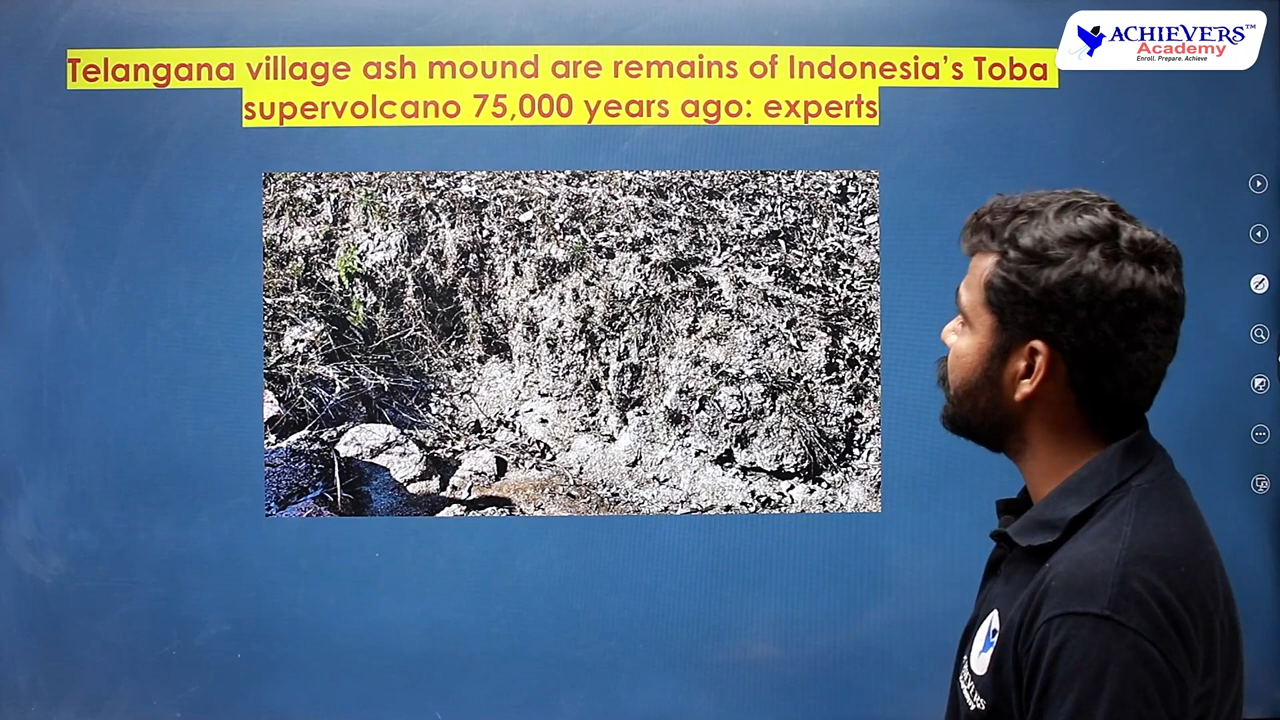 ACHIEVERS™
Academy
Enroll. Prepare. Achieve
Telangana village ash mound are remains of Indonesia's Toba
supervolcano 75,000 years ago: experts